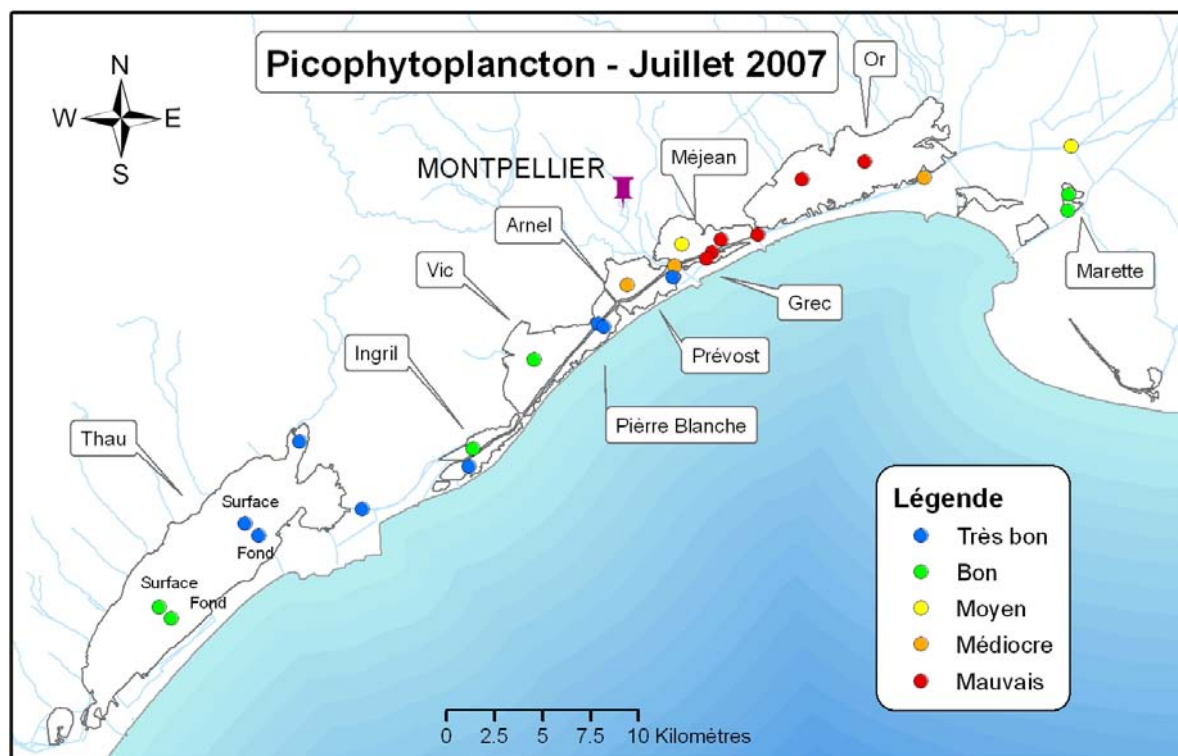 Picophytoplancton - Juillet 2007
N
W E
S
Or
MONTPELLIER
Méjean
Arnel
Vic
Marette
Grec
Ingril
Prévost
Thau
Pièrre Blanche
Surface
Fond
Surface
Fond
Légende
Très bon
Bon
Moyen
Médiocre
Mauvais
0 2.5 5 7.5 10 Kilomètres